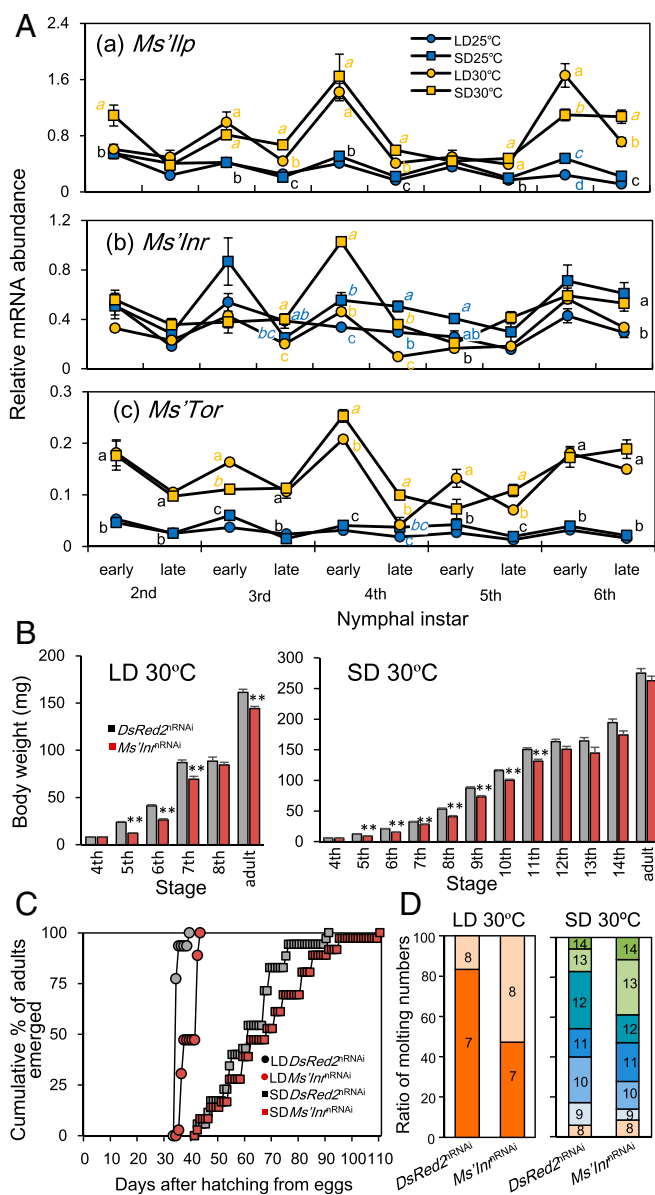 A
(a) Ms'Ilp
LD25℃
SD25℃
LD30℃
SD30℃
2.4
1.6
0.8
0
a b a a b a b c a a b c a b a b c d a b c
(b) Ms'Inr
1.2
0.8
0.4
0
a ab bc c a b b c a a b c a ab b a b
Relative mRNA abundance
(c) Ms'Tor
0.3
0.2
0.1
0
a b a b a b c a b a b c a b bc c a a b c a b b a b
early late early late early late early late early late
2nd 3rd 4th 5th 6th
Nymphal instar
B
LD 30ºC
SD 30ºC
Body weight (mg)
200
150
100
50
0
DsRed2nRNAi
Ms'InrnRNAi
** ** ** **
4th 5th 6th 7th 8th adult
Stage
300
250
200
150
100
50
0
** ** ** ** ** ** **
4th 5th 6th 7th 8th 9th 10th 11th 12th 13th 14th adult
Stage
C
Cumulative % of adults
emerged
100
75
50
25
0
LD DsRed2nRNAi
LD Ms'InrnRNAi
SD DsRed2nRNAi
SD Ms'InrnRNAi
0 10 20 30 40 50 60 70 80 90 100 110
Days after hatching from eggs
D
LD 30ºC SD 30ºC
Ratio of molting numbers
100
80
60
40
20
0
8 7
8 7
14 13 12 11 10 9 8
14 13 12 11 10 9 8
DsRed2nRNAi Ms'InrnRNAi DsRed2nRNAi Ms'InrnRNAi